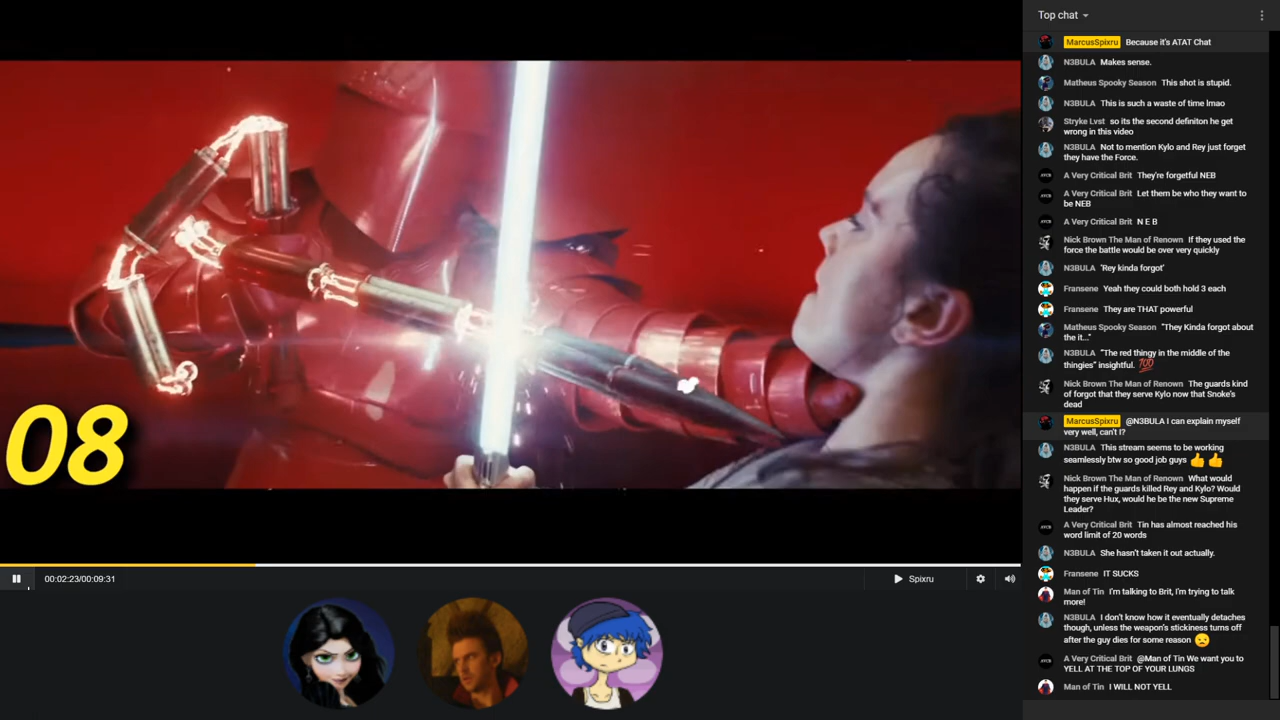 08
00:02:23/00:09:31
Spixru
Top chat
MarcusSpixru Because it's ATAT Chat
N3BULA Makes sense.
Matheus Spooky Season This shot is stupid.
N3BULA This is such a waste of time lmao
Stryke Lvst so its the second definiton he get
wrong in this video
N3BULA Not to mention Kylo and Rey just forget
they have the Force.
A Very Critical Brit They're forgetful NEB
A Very Critical Brit Let them be who they want to
be NEB
A Very Critical Brit N E B
Nick Brown The Man of Renown If they used the
force the battle would be over very quickly
N3BULA 'Rey kinda forgot'
Fransene Yeah they could both hold 3 each
Fransene They are THAT powerful
Matheus Spooky Season "They Kinda forgot about
the it..."
N3BULA "The red thingy in the middle of the
thingies" insightful. 💯
Nick Brown The Man of Renown The guards kind
of forgot that they serve Kylo now that Snoke's
dead
MarcusSpixru @N3BULA I can explain myself
very well, can't I?
N3BULA This stream seems to be working
seamlessly btw so good job guys 👍👍
Nick Brown The Man of Renown What would
happen if the guards killed Rey and Kylo? Would
they serve Hux, would he be the new Supreme
Leader?
A Very Critical Brit Tin has almost reached his
word limit of 20 words
N3BULA She hasn't taken it out actually.
Fransene IT SUCKS
Man of Tin I'm talking to Brit, I'm trying to talk
more!
N3BULA I don't know how it eventually detaches
though, unless the weapon's stickiness turns off
after the guy dies for some reason 😞
A Very Critical Brit @Man of Tin We want you to
YELL AT THE TOP OF YOUR LUNGS
Man of Tin I WILL NOT YELL